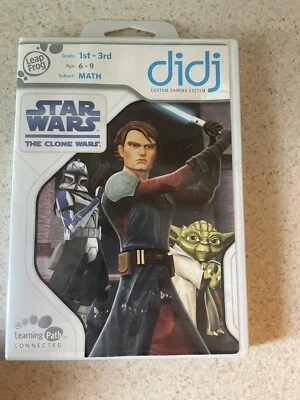 Leap
Frog
Grade: 1st - 3rd
Age: 6 - 9
Subject: MATH
didj
CUSTOM GAMING SYSTEM
STAR
WARS
THE CLONE WARS
Learning Path
CONNECTED